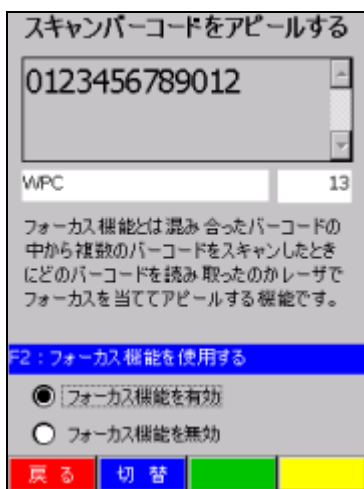 スキャンバーコードをアピールする
0123456789012
WPC 13
フォーカス機能とは混み合ったバーコードの
中から複数のバーコードをスキャンしたとき
にどのバーコードを読み取ったのかレーザで
フォーカスを当ててアピールする機能です。
F2：フォーカス機能を使用する
フォーカス機能を有効
フォーカス機能を無効
戻る 切替